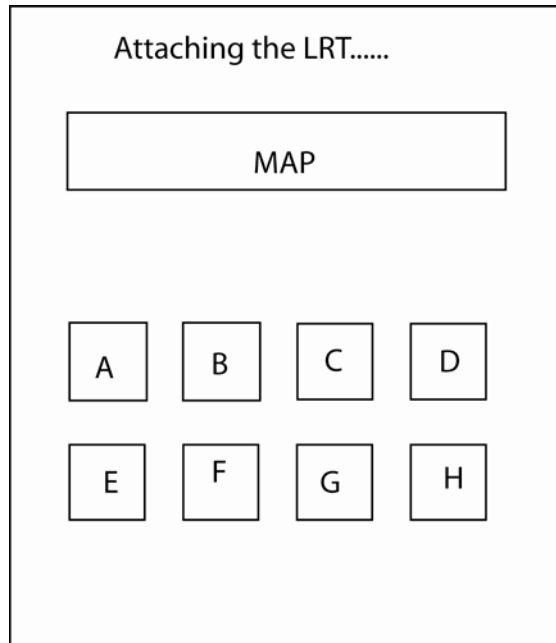 Attaching the LRT......
MAP
A B C D
E F G H